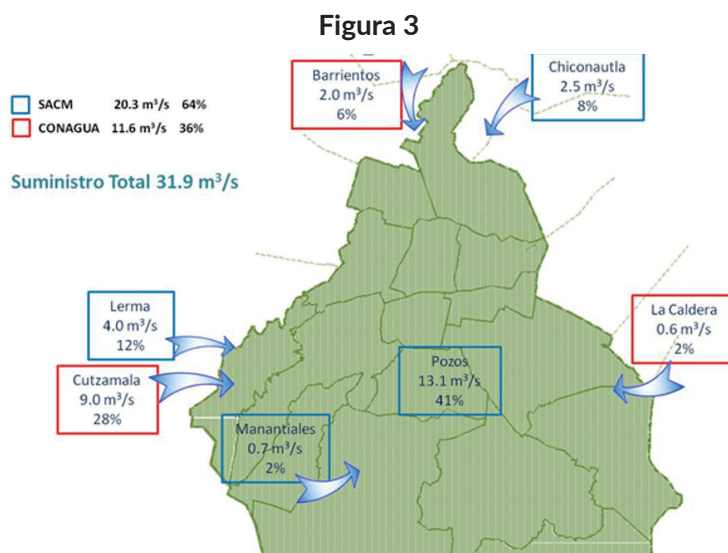 Figura 3
SACM 20.3 m³/s 64%
CONAGUA 11.6 m³/s 36%
Suministro Total 31.9 m³/s
Barrientos
2.0 m³/s
6%
Chiconautla
2.5 m³/s
8%
Lerma
4.0 m³/s
12%
Cutzamala
9.0 m³/s
28%
Manantiales
0.7 m³/s
2%
Pozos
13.1 m³/s
41%
La Caldera
0.6 m³/s
2%